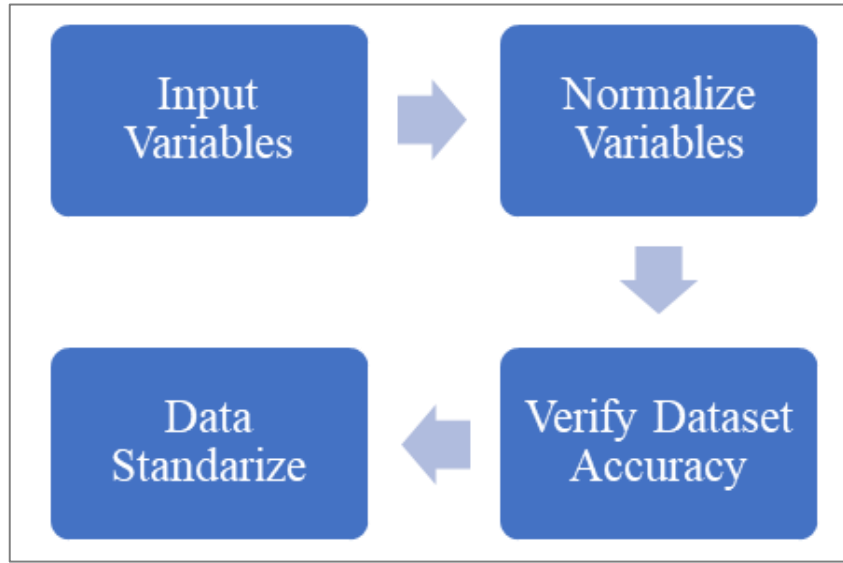 Input
Variables
Normalize
Variables
Verify Dataset
Accuracy
Data
Standarize